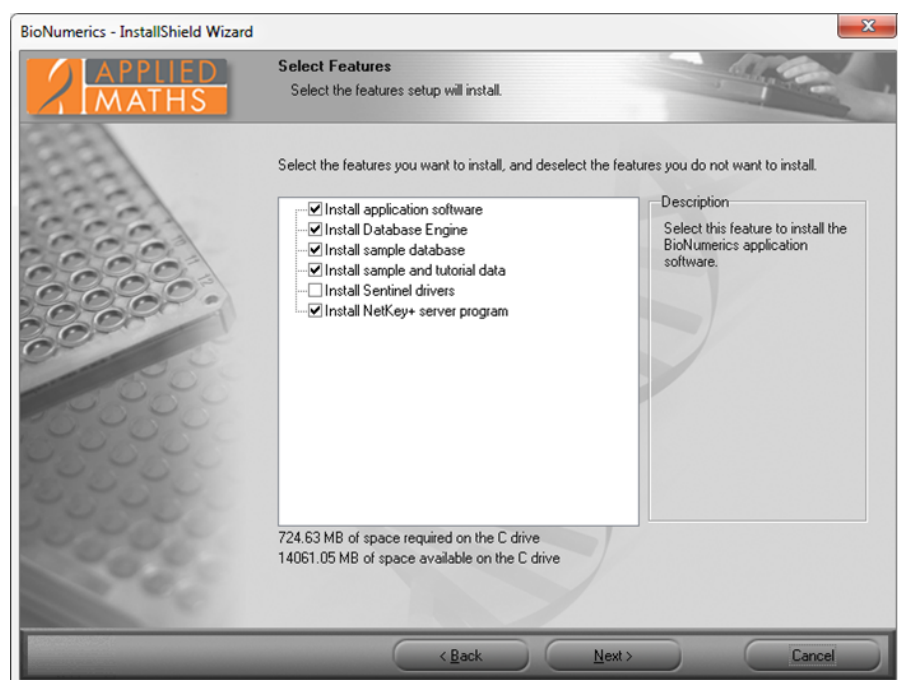 BioNumerics - InstallShield Wizard
APPLIED
MATHS
Select Features
Select the features setup will install.
Select the features you want to install, and deselect the features you do not want to install.
Install application software
Install Database Engine
Install sample database
Install sample and tutorial data
Install Sentinel drivers
Install NetKey+ server program
Description
Select this feature to install the
BioNumerics application
software.
724.63 MB of space required on the C drive
14061.05 MB of space available on the C drive
< Back
Next >
Cancel